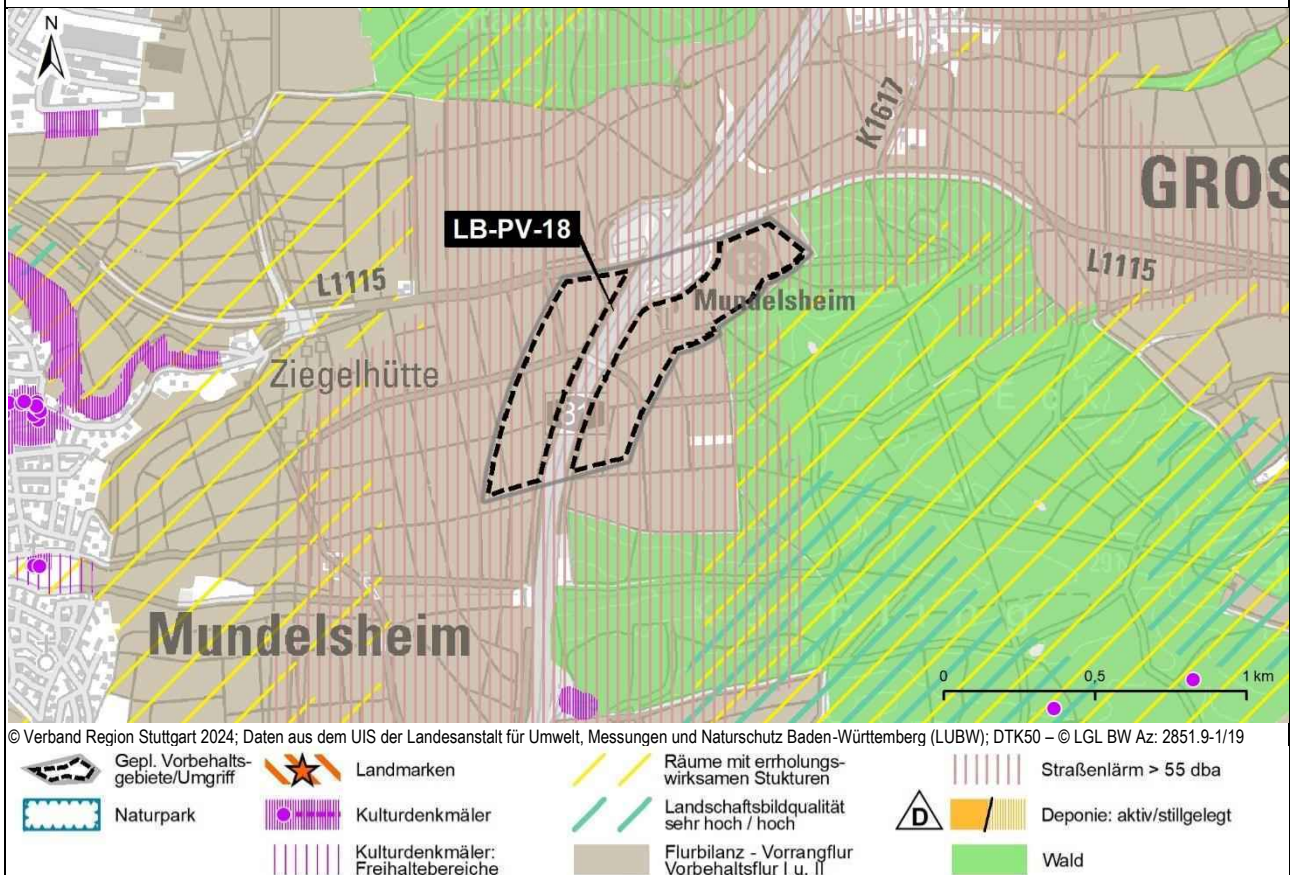 N
K1617
GROS
LB-PV-18
L1115
L1115
13
Mundelsheim
Ziegelhütte
31
Mundelsheim
0 0,5 1 km
© Verband Region Stuttgart 2024; Daten aus dem UIS der Landesanstalt für Umwelt, Messungen und Naturschutz Baden-Württemberg (LUBW); DTK50 – © LGL BW Az: 2851.9-1/19
Gepl. Vorbehalts-
gebiete/Umgriff
Landmarken
Räume mit errholungs-
wirksamen Stukturen
Straßenlärm > 55 dba
Naturpark
Kulturdenkmäler
Landschaftsbildqualität
sehr hoch / hoch
D
Deponie: aktiv/stillgelegt
Kulturdenkmäler:
Freihaltebereiche
Flurbilanz - Vorrangflur
Vorbehaltsflur I u. II
Wald